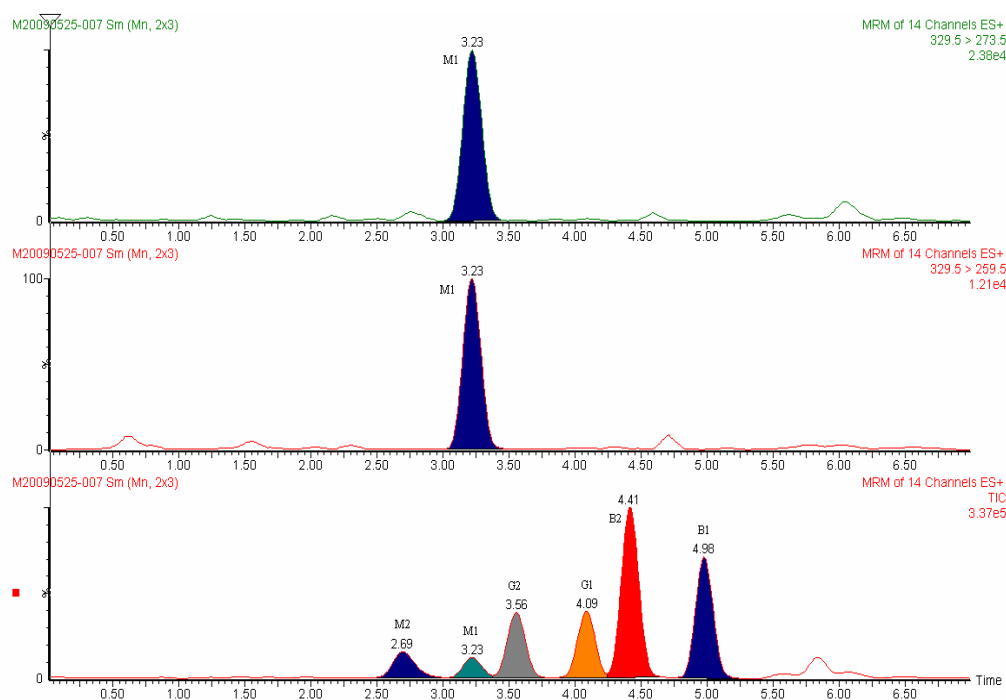 M20090525-007 Sm (Mn, 2x3)
MRM of 14 Channels ES+
329.5 > 273.5
2.38e4
3.23
M1
%
0
0.50 1.00 1.50 2.00 2.50 3.00 3.50 4.00 4.50 5.00 5.50 6.00 6.50
M20090525-007 Sm (Mn, 2x3)
MRM of 14 Channels ES+
329.5 > 259.5
1.21e4
3.23
M1
100
%
0
0.50 1.00 1.50 2.00 2.50 3.00 3.50 4.00 4.50 5.00 5.50 6.00 6.50
M20090525-007 Sm (Mn, 2x3)
MRM of 14 Channels ES+
TIC
3.37e5
4.41
B2
B1
4.98
G2
3.56
G1
4.09
M2
2.69
M1
3.23
%
0
Time
0.50 1.00 1.50 2.00 2.50 3.00 3.50 4.00 4.50 5.00 5.50 6.00 6.50